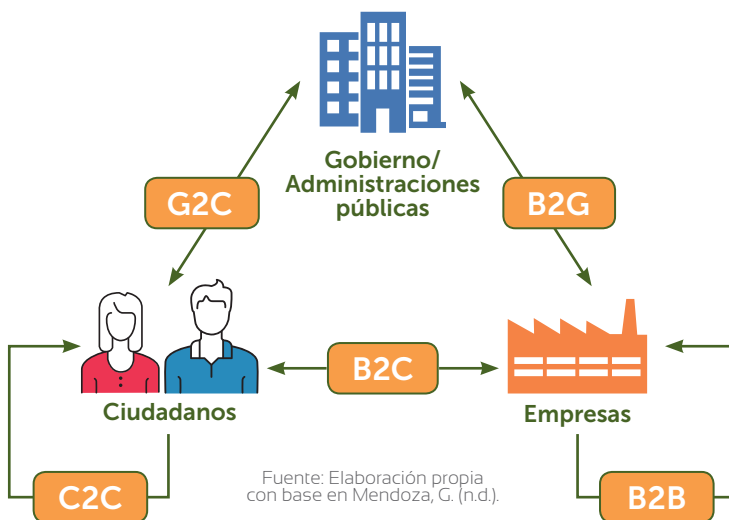 Gobierno/
Administraciones
públicas
G2C
B2G
B2C
Ciudadanos
Empresas
C2C
Fuente: Elaboración propia
con base en Mendoza, G. (n.d.).
B2B